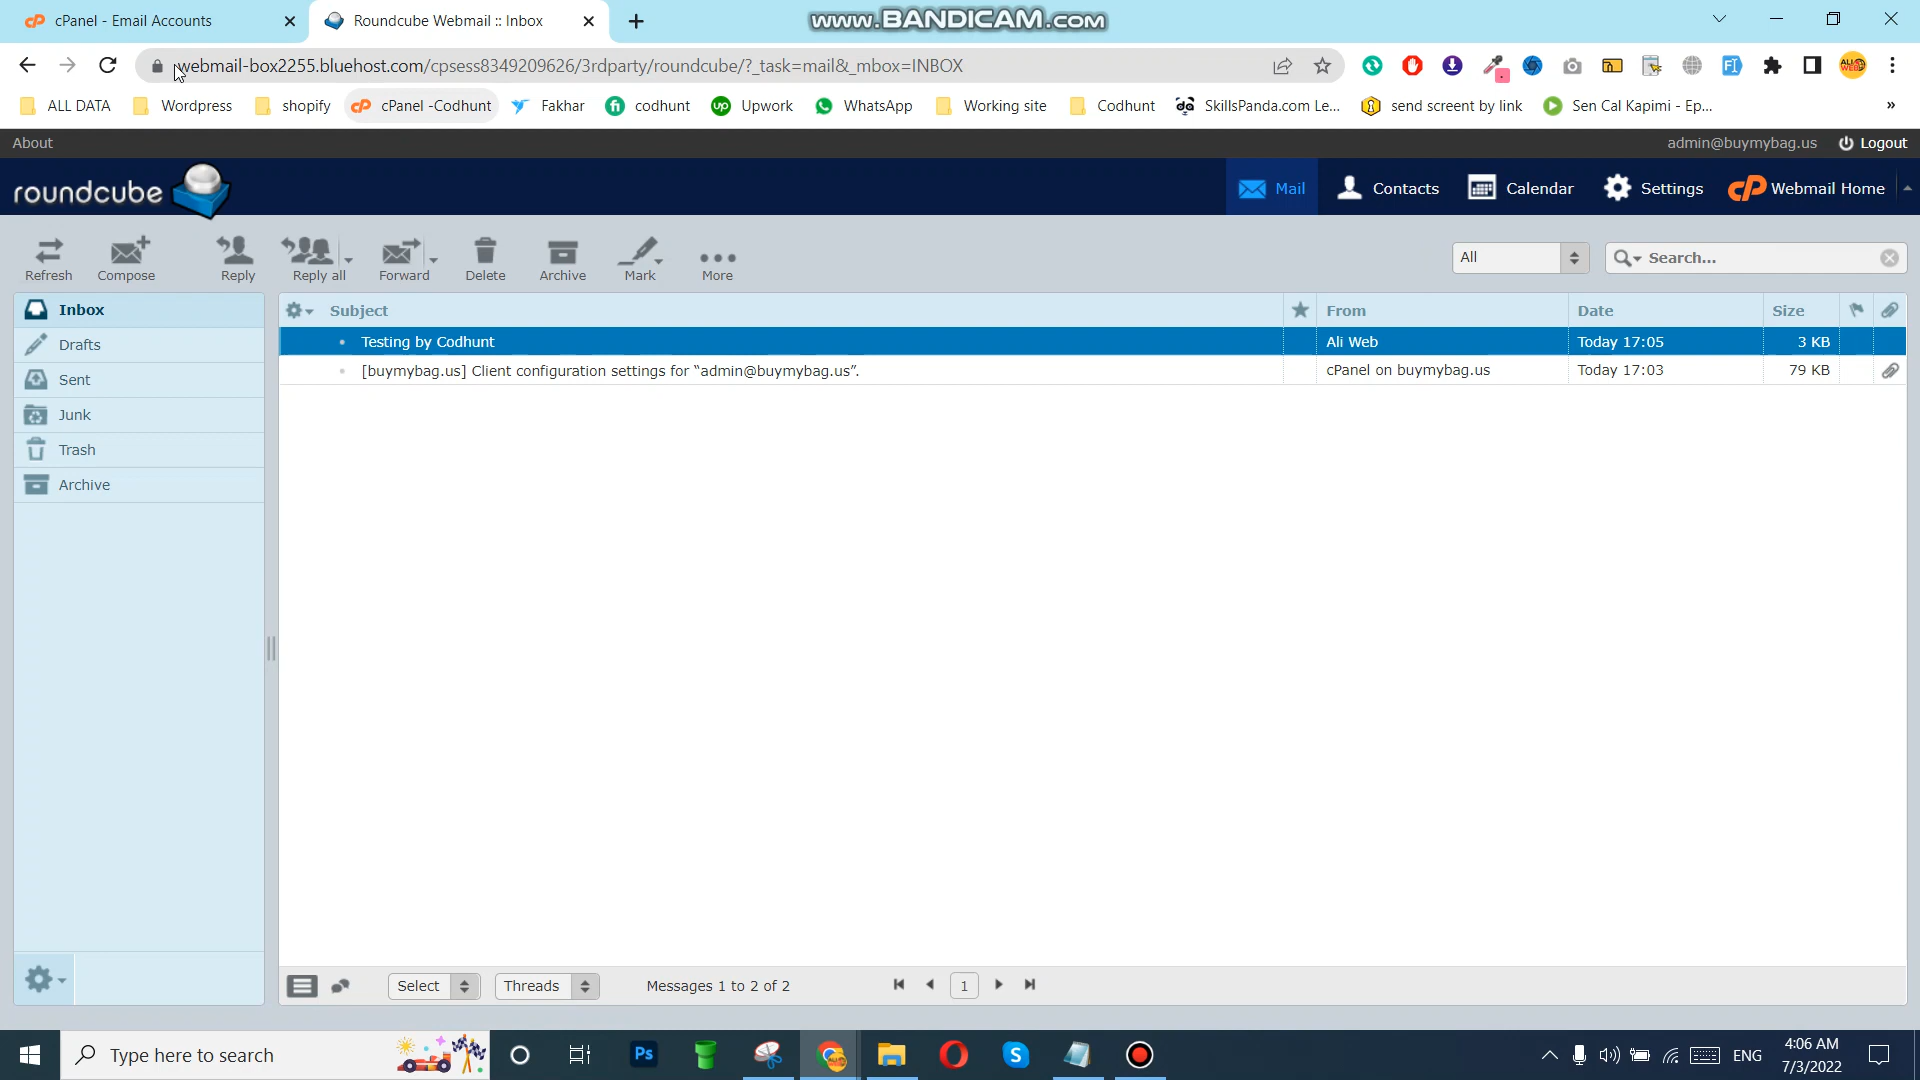 cPanel - Email Accounts
Roundcube Webmail :: Inbox
www.BANDICAM.com
webmail-box2255.bluehost.com/cpsess8349209626/3rdparty/roundcube/?_task=mail&_mbox=INBOX
ALL DATA Wordpress shopify cPanel -Codhunt Fakhar codhunt Upwork WhatsApp Working site Codhunt SkillsPanda.com Le... send screent by link Sen Cal Kapimi - Ep... »
About admin@buymybag.us Logout
roundcube Mail Contacts Calendar Settings cP Webmail Home
Refresh Compose Reply Reply all Forward Delete Archive Mark More All Search...
Inbox
Drafts
Sent
Junk
Trash
Archive
Subject From Date Size
Testing by Codhunt Ali Web Today 17:05 3 KB
[buymybag.us] Client configuration settings for “admin@buymybag.us”. cPanel on buymybag.us Today 17:03 79 KB
Select Threads Messages 1 to 2 of 2 1
Type here to search Ps ENG 4:06 AM
7/3/2022